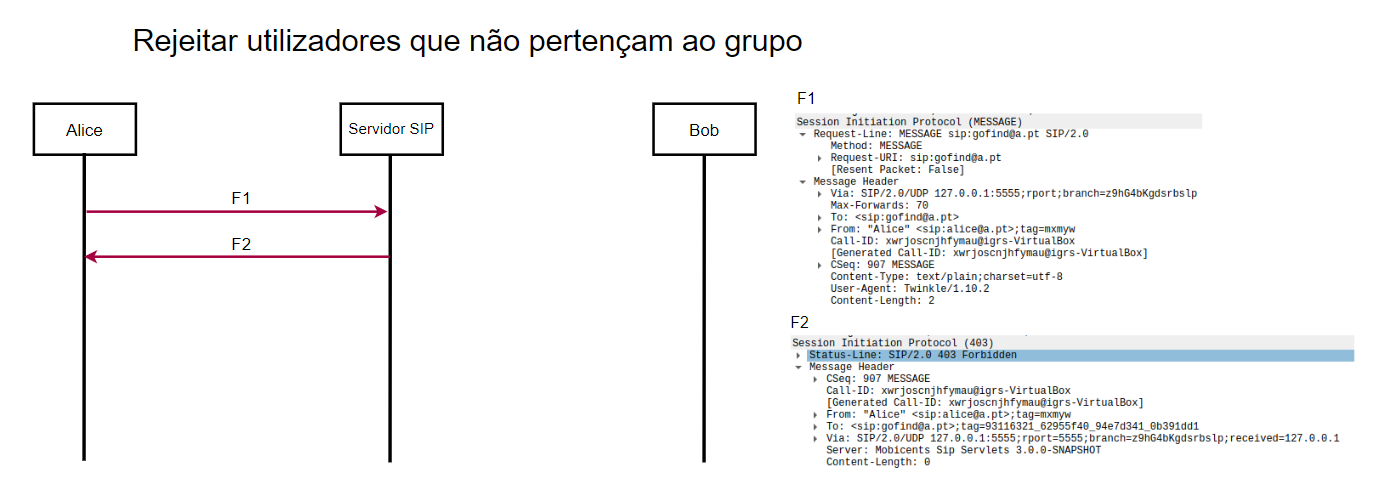 Rejeitar utilizadores que não pertençam ao grupo
Alice
Servidor SIP
Bob
F1
F2
F1
Session Initiation Protocol (MESSAGE)
Request-Line: MESSAGE sip:gofind@a.pt SIP/2.0
Method: MESSAGE
Request-URI: sip:gofind@a.pt
[Resent Packet: False]
Message Header
Via: SIP/2.0/UDP 127.0.0.1:5555;rport;branch=z9hG4bKgdsrbslp
Max-Forwards: 70
To: <sip:gofind@a.pt>
From: "Alice" <sip:alice@a.pt>;tag=mxmyw
Call-ID: xwrjoscnjhfymau@igrs-VirtualBox
[Generated Call-ID: xwrjoscnjhfymau@igrs-VirtualBox]
CSeq: 907 MESSAGE
Content-Type: text/plain;charset=utf-8
User-Agent: Twinkle/1.10.2
Content-Length: 2
F2
Session Initiation Protocol (403)
Status-Line: SIP/2.0 403 Forbidden
Message Header
CSeq: 907 MESSAGE
Call-ID: xwrjoscnjhfymau@igrs-VirtualBox
[Generated Call-ID: xwrjoscnjhfymau@igrs-VirtualBox]
From: "Alice" <sip:alice@a.pt>;tag=mxmyw
To: <sip:gofind@a.pt>;tag=93116321_62955f40_94e7d341_0b391dd1
Via: SIP/2.0/UDP 127.0.0.1:5555;rport=5555;branch=z9hG4bKgdsrbslp;received=127.0.0.1
Server: Mobicents Sip Servlets 3.0.0-SNAPSHOT
Content-Length: 0